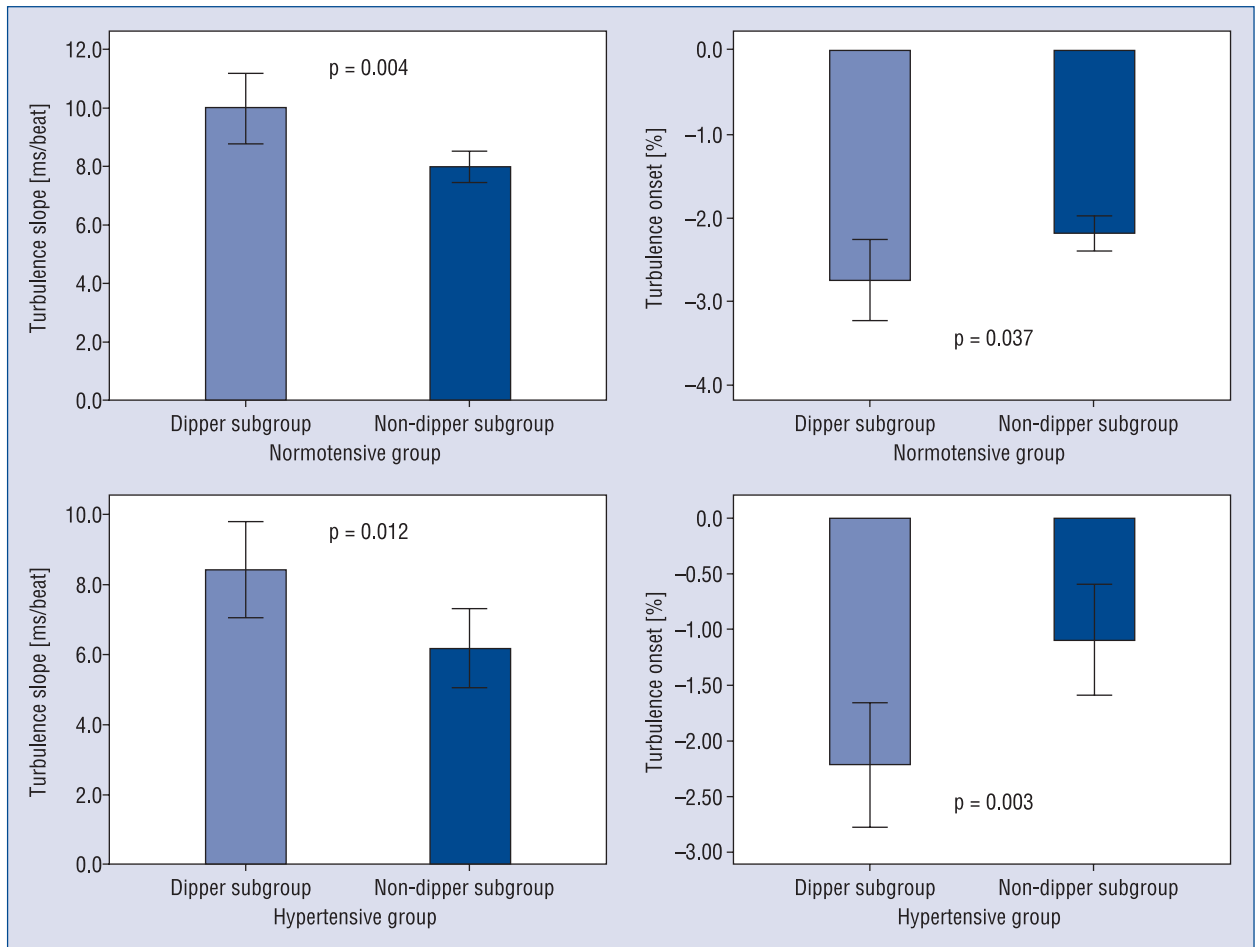 Turbulence slope [ms/beat]
12.0
10.0
8.0
6.0
4.0
2.0
0.0
p = 0.004
Dipper subgroup Non-dipper subgroup
Normotensive group
Turbulence onset [%]
0.0
–1.0
–2.0
–3.0
–4.0
p = 0.037
Dipper subgroup Non-dipper subgroup
Normotensive group
Turbulence slope [ms/beat]
10.0
8.0
6.0
4.0
2.0
0.0
p = 0.012
Dipper subgroup Non-dipper subgroup
Hypertensive group
Turbulence onset [%]
0.0
–0.50
–1.00
–1.50
–2.00
–2.50
–3.00
p = 0.003
Dipper subgroup Non-dipper subgroup
Hypertensive group